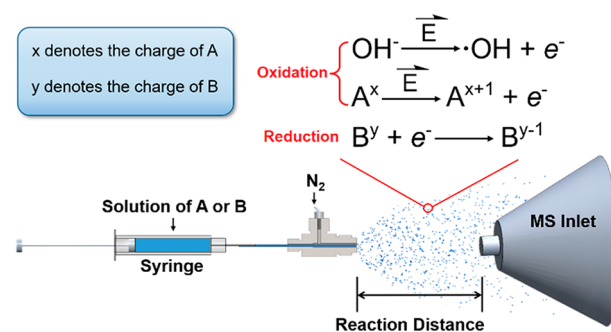 x denotes the charge of A
y denotes the charge of B
Oxidation
OH⁻ E → ·OH + e⁻
Aˣ E → Aˣ⁺¹ + e⁻
Reduction
Bʸ + e⁻ → Bʸ⁻¹
N₂
Solution of A or B
Syringe
MS Inlet
Reaction Distance